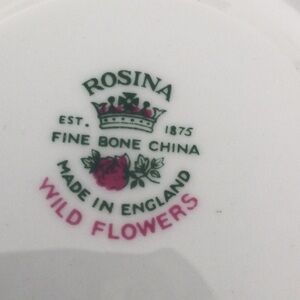 ROSINA
EST. 1875
FINE BONE CHINA
MADE IN ENGLAND
WILD FLOWERS